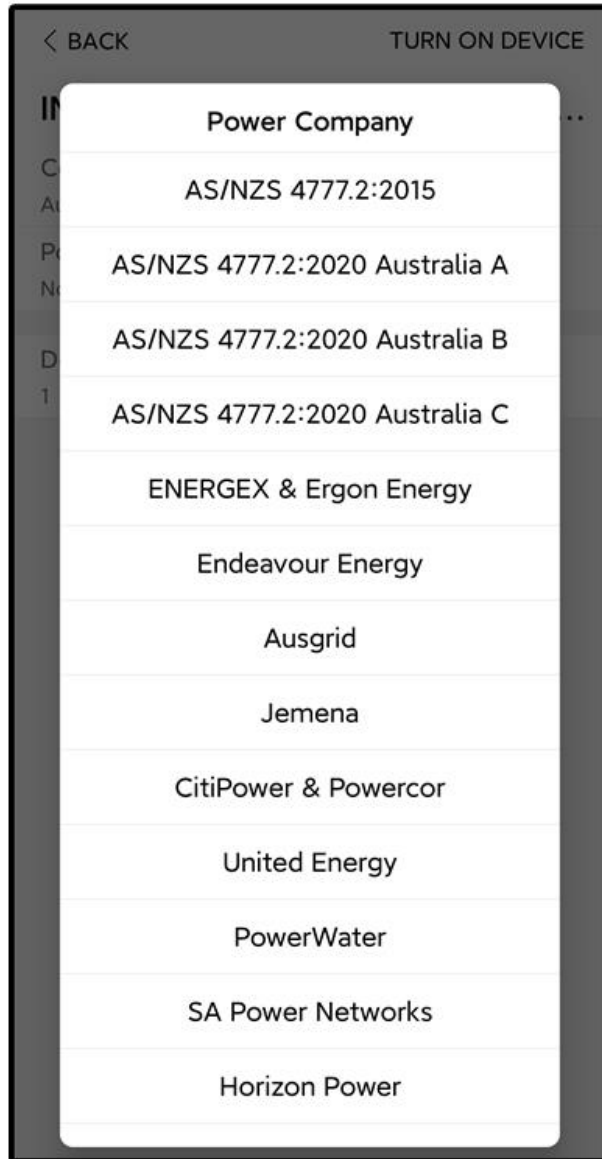 BACK
TURN ON DEVICE
IN
...
Power Company
AS/NZS 4777.2:2015
AS/NZS 4777.2:2020 Australia A
AS/NZS 4777.2:2020 Australia B
AS/NZS 4777.2:2020 Australia C
ENERGEX & Ergon Energy
Endeavour Energy
Ausgrid
Jemena
CitiPower & Powercor
United Energy
PowerWater
SA Power Networks
Horizon Power
1